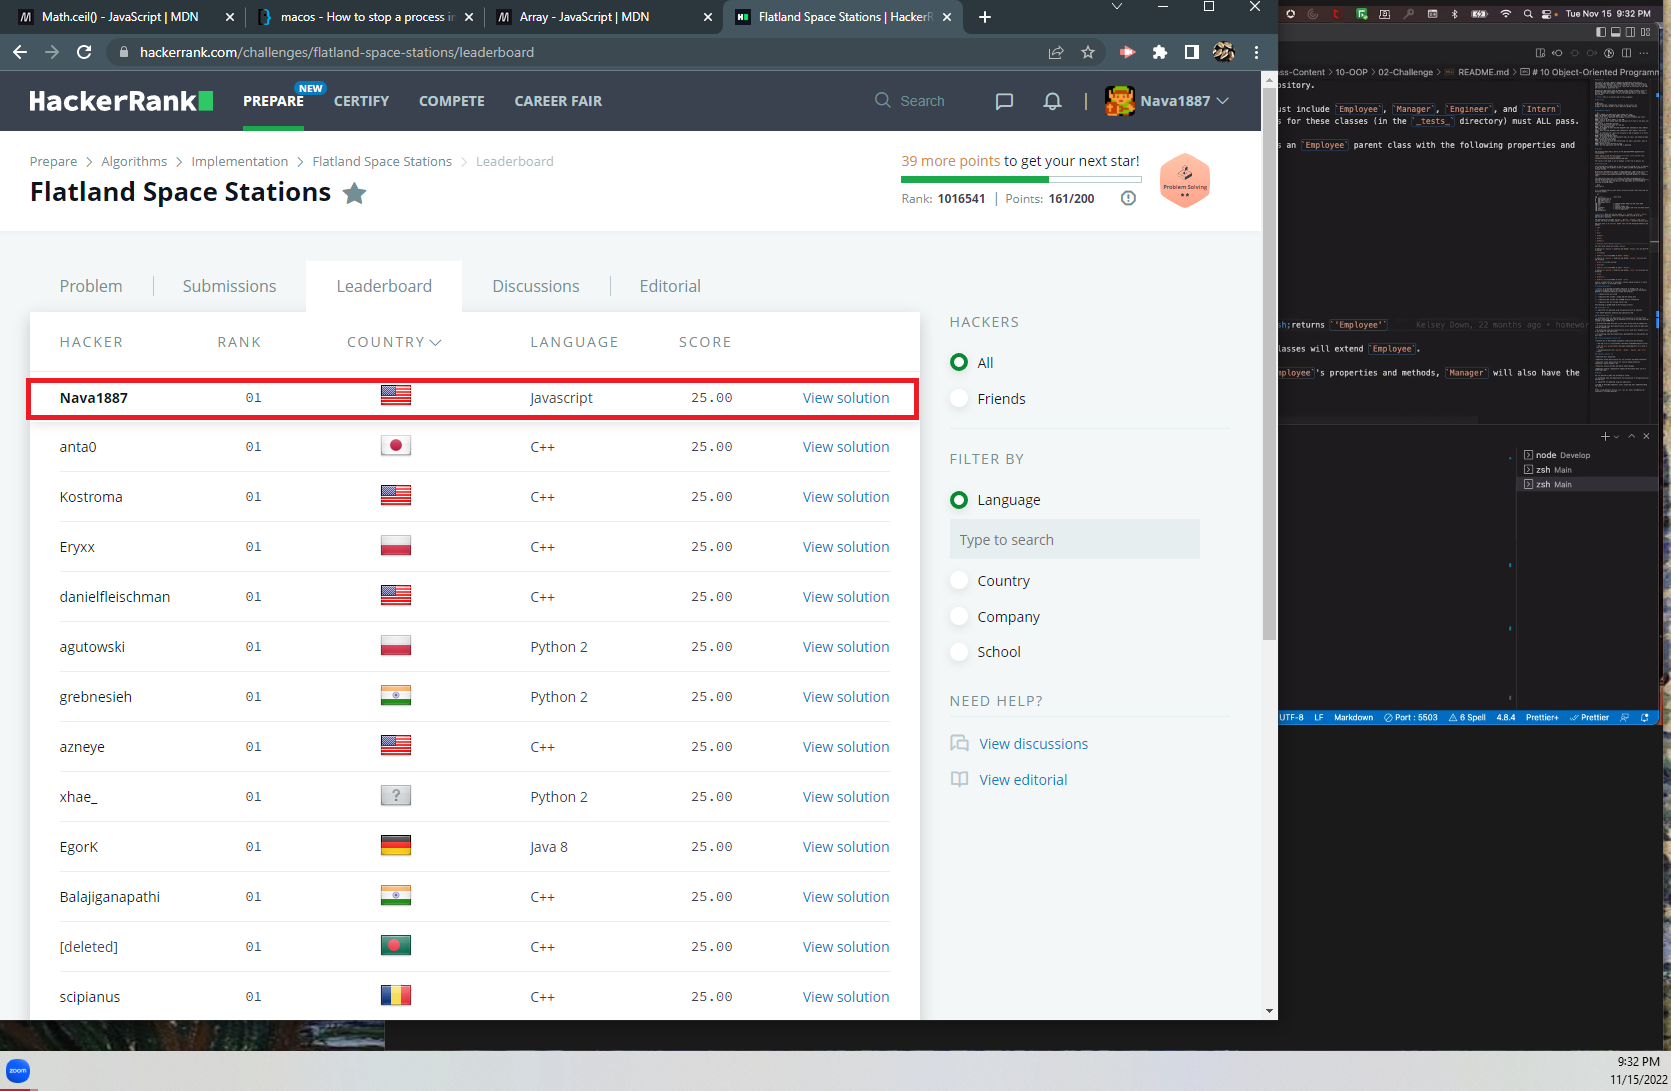 Math.ceil() - JavaScript | MDN
macos - How to stop a process in
Array - JavaScript | MDN
Flatland Space Stations | HackerR
Tue Nov 15 9:32 PM
hackerrank.com/challenges/flatland-space-stations/leaderboard
HackerRank
PREPARE
NEW
CERTIFY
COMPETE
CAREER FAIR
Search
Nava1887
Prepare > Algorithms > Implementation > Flatland Space Stations > Leaderboard
Flatland Space Stations
39 more points to get your next star!
Rank: 1016541 | Points: 161/200
Problem Solving
Problem
Submissions
Leaderboard
Discussions
Editorial
HACKER RANK COUNTRY LANGUAGE SCORE
Nava1887 01 Javascript 25.00 View solution
anta0 01 C++ 25.00 View solution
Kostroma 01 C++ 25.00 View solution
Eryxx 01 C++ 25.00 View solution
danielfleischman 01 C++ 25.00 View solution
agutowski 01 Python 2 25.00 View solution
grebnesieh 01 Python 2 25.00 View solution
azneye 01 C++ 25.00 View solution
xhae_ 01 ? Python 2 25.00 View solution
EgorK 01 Java 8 25.00 View solution
Balajiganapathi 01 C++ 25.00 View solution
[deleted] 01 C++ 25.00 View solution
scipianus 01 C++ 25.00 View solution
HACKERS
All
Friends
FILTER BY
Language
Type to search
Country
Company
School
NEED HELP?
View discussions
View editorial
ss-Content > 10-OOP > 02-Challenge > README.md > # 10 Object-Oriented Programm
ository.
ust include `Employee`, `Manager`, `Engineer`, and `Intern`
s for these classes (in the `_tests_` directory) must ALL pass.
s an `Employee` parent class with the following properties and
sh;returns `'Employee'` Kelsey Down, 22 months ago • homewor
lasses will extend `Employee`.
mployee`'s properties and methods, `Manager` will also have the
node Develop
zsh Main
zsh Main
UTF-8 LF Markdown Port : 5503 6 Spell 4.8.4 Prettier+ Prettier
zoom
9:32 PM
11/15/2022